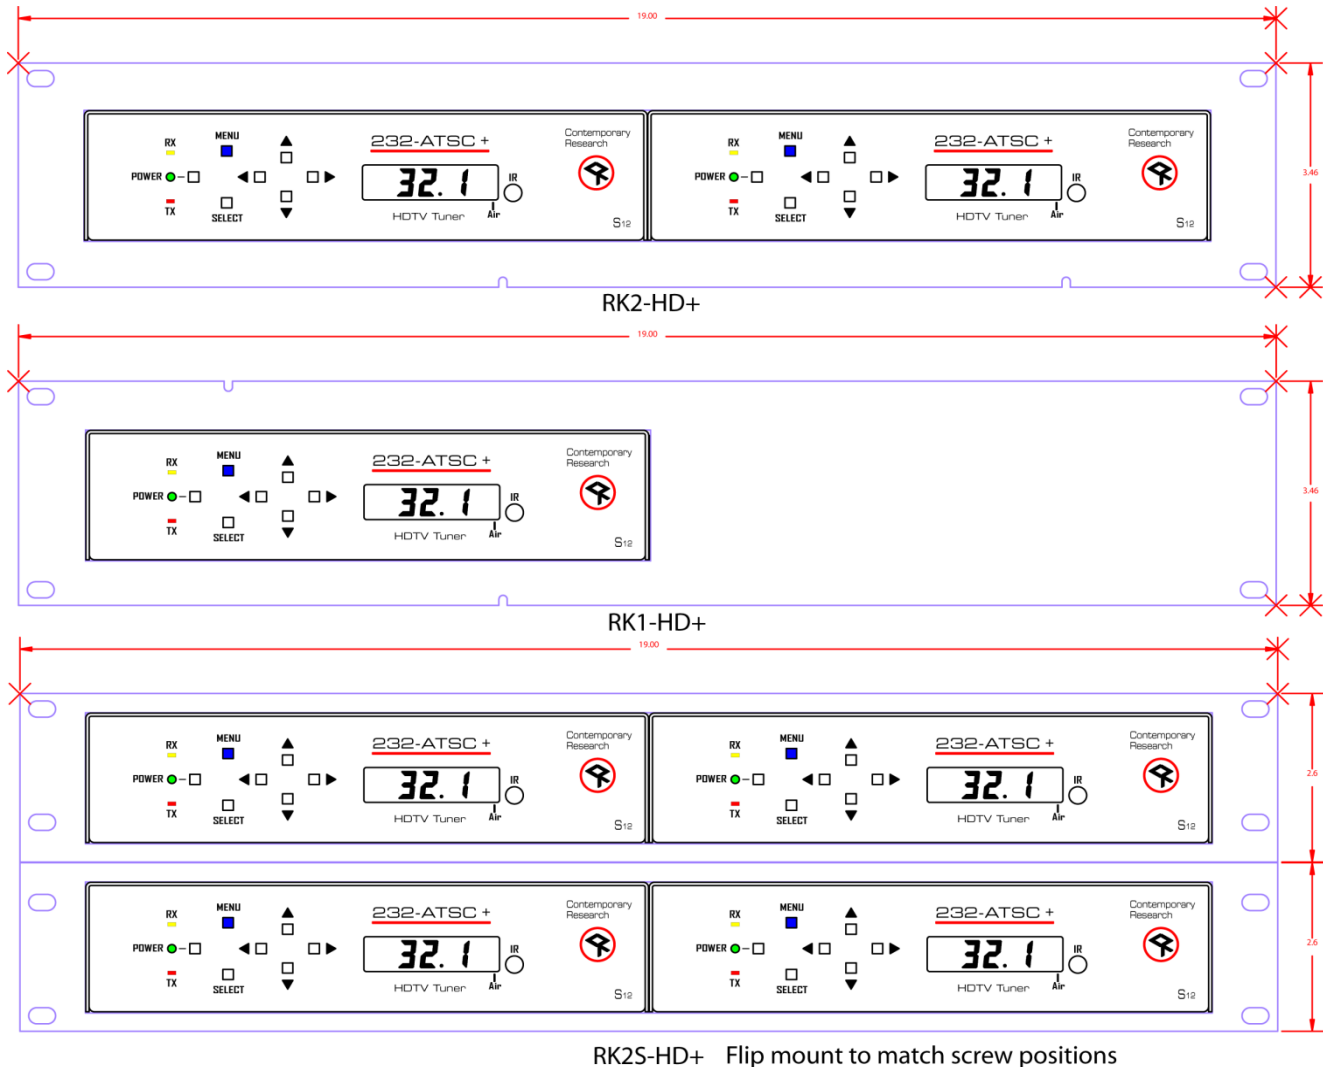 19.00
RX MENU 232-ATSC + Contemporary
Research
POWER 32.1 IR
TX SELECT HDTV Tuner Air S12
RX MENU 232-ATSC + Contemporary
Research
POWER 32.1 IR
TX SELECT HDTV Tuner Air S12
3.46
RK2-HD+
19.00
RX MENU 232-ATSC + Contemporary
Research
POWER 32.1 IR
TX SELECT HDTV Tuner Air S12
3.46
RK1-HD+
19.00
RX MENU 232-ATSC + Contemporary
Research
POWER 32.1 IR
TX SELECT HDTV Tuner Air S12
RX MENU 232-ATSC + Contemporary
Research
POWER 32.1 IR
TX SELECT HDTV Tuner Air S12
2.6
RX MENU 232-ATSC + Contemporary
Research
POWER 32.1 IR
TX SELECT HDTV Tuner Air S12
RX MENU 232-ATSC + Contemporary
Research
POWER 32.1 IR
TX SELECT HDTV Tuner Air S12
2.6
RK2S-HD+ Flip mount to match screw positions